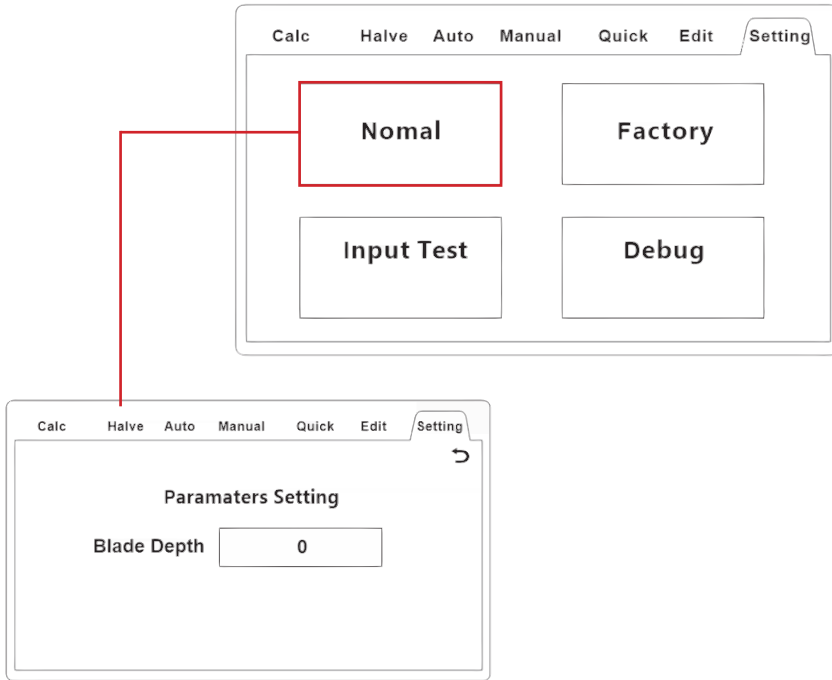 Calc Halve Auto Manual Quick Edit Setting
Nomal Factory
Input Test Debug
Calc Halve Auto Manual Quick Edit Setting
Paramaters Setting
Blade Depth 0